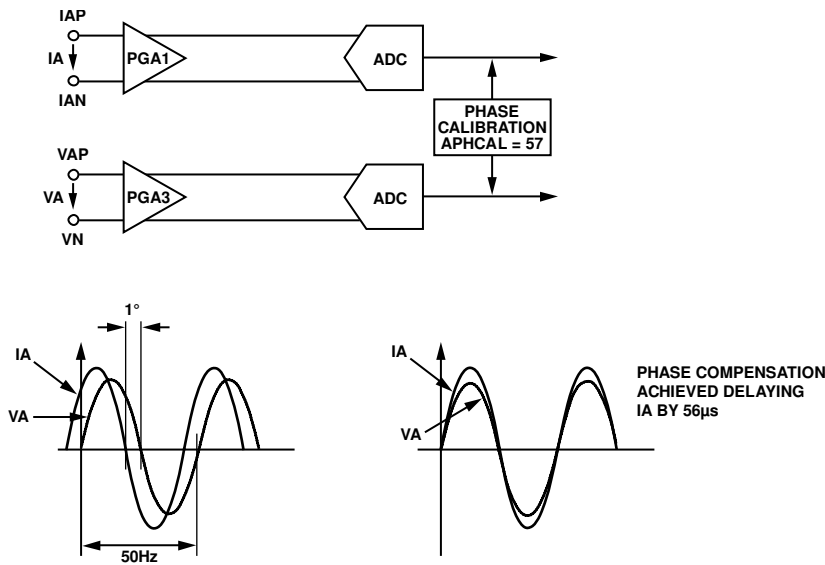 IAP
IA
PGA1
IAN
ADC
PHASE
CALIBRATION
APHCAL = 57
VAP
VA
PGA3
VN
ADC
1°
IA
VA
50Hz
IA
VA
PHASE COMPENSATION
ACHIEVED DELAYING
IA BY 56µs